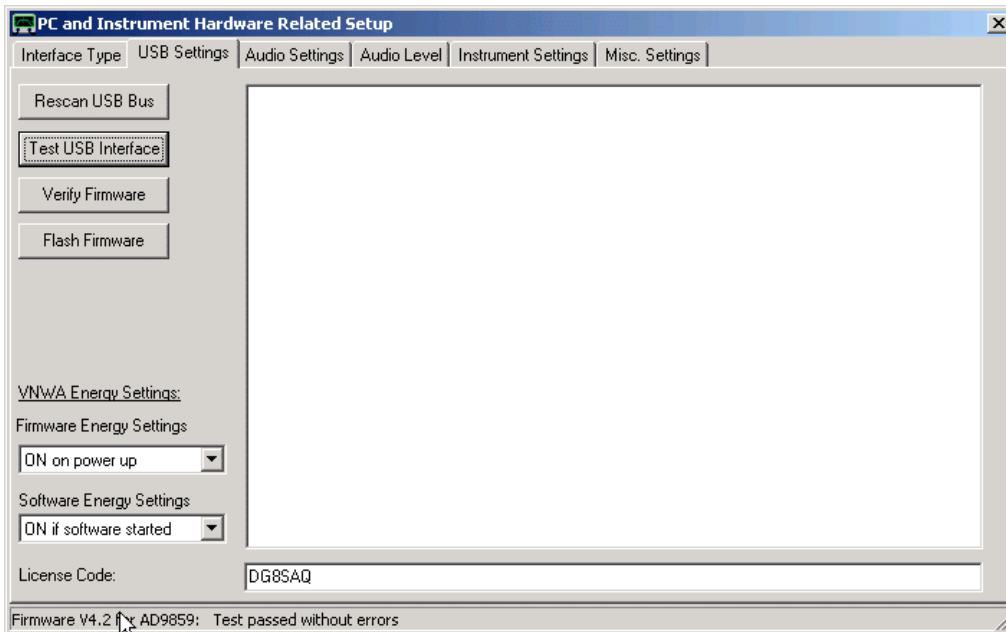 PC and Instrument Hardware Related Setup
Interface Type USB Settings Audio Settings Audio Level Instrument Settings Misc. Settings
Rescan USB Bus
Test USB Interface
Verify Firmware
Flash Firmware
VNWA Energy Settings:
Firmware Energy Settings
ON on power up
Software Energy Settings
ON if software started
License Code: DG8SAQ
Firmware V4.2 for AD9859: Test passed without errors